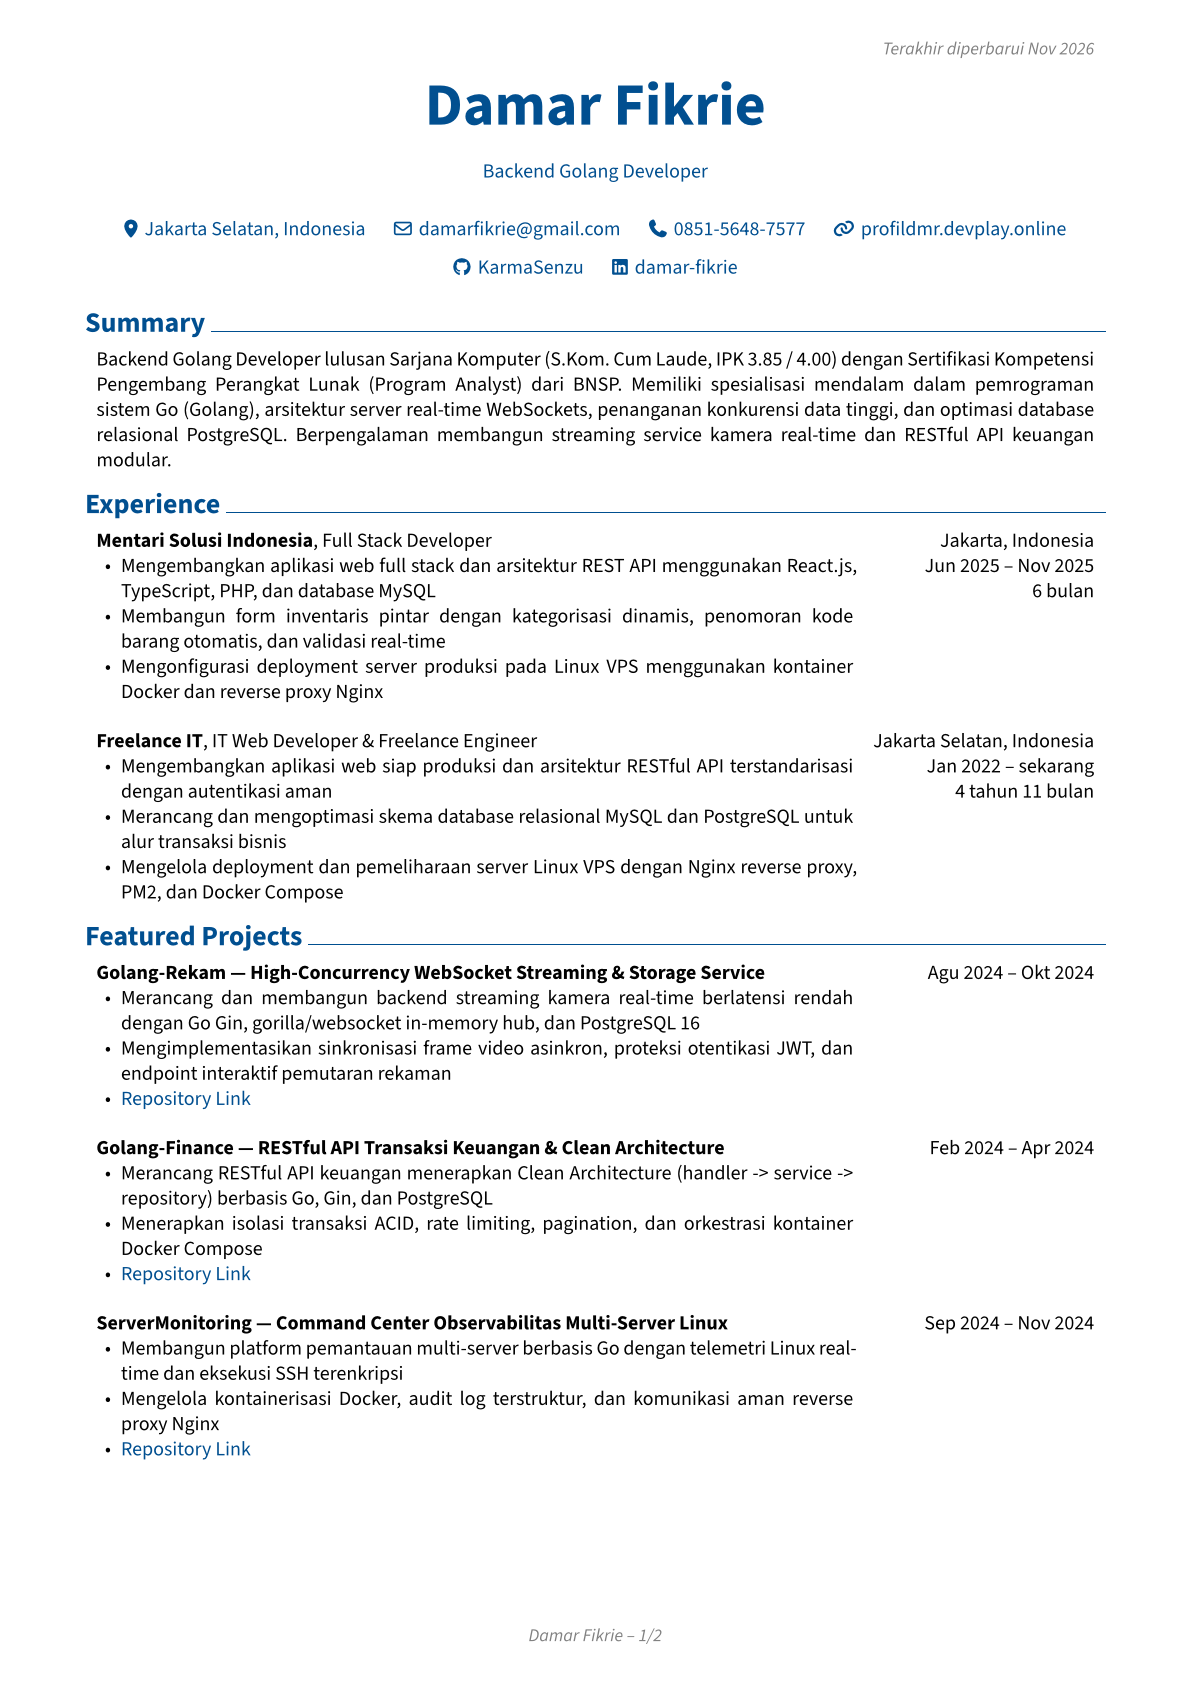 Terakhir diperbarui Nov 2026
Damar Fikrie
Backend Golang Developer
Jakarta Selatan, Indonesia damarfikrie@gmail.com 0851-5648-7577 profildmr.devplay.online
KarmaSenzu damar-fikrie
Summary
Backend Golang Developer lulusan Sarjana Komputer (S.Kom. Cum Laude, IPK 3.85 / 4.00) dengan Sertifikasi Kompetensi
Pengembang Perangkat Lunak (Program Analyst) dari BNSP. Memiliki spesialisasi mendalam dalam pemrograman
sistem Go (Golang), arsitektur server real-time WebSockets, penanganan konkurensi data tinggi, dan optimasi database
relasional PostgreSQL. Berpengalaman membangun streaming service kamera real-time dan RESTful API keuangan
modular.
Experience
Mentari Solusi Indonesia, Full Stack Developer Jakarta, Indonesia
• Mengembangkan aplikasi web full stack dan arsitektur REST API menggunakan React.js, Jun 2025 – Nov 2025
TypeScript, PHP, dan database MySQL 6 bulan
• Membangun form inventaris pintar dengan kategorisasi dinamis, penomoran kode
barang otomatis, dan validasi real-time
• Mengonfigurasi deployment server produksi pada Linux VPS menggunakan kontainer
Docker dan reverse proxy Nginx
Freelance IT, IT Web Developer & Freelance Engineer Jakarta Selatan, Indonesia
• Mengembangkan aplikasi web siap produksi dan arsitektur RESTful API terstandarisasi Jan 2022 – sekarang
dengan autentikasi aman 4 tahun 11 bulan
• Merancang dan mengoptimasi skema database relasional MySQL dan PostgreSQL untuk
alur transaksi bisnis
• Mengelola deployment dan pemeliharaan server Linux VPS dengan Nginx reverse proxy,
PM2, dan Docker Compose
Featured Projects
Golang-Rekam — High-Concurrency WebSocket Streaming & Storage Service Agu 2024 – Okt 2024
• Merancang dan membangun backend streaming kamera real-time berlatensi rendah
dengan Go Gin, gorilla/websocket in-memory hub, dan PostgreSQL 16
• Mengimplementasikan sinkronisasi frame video asinkron, proteksi otentikasi JWT, dan
endpoint interaktif pemutaran rekaman
• Repository Link
Golang-Finance — RESTful API Transaksi Keuangan & Clean Architecture Feb 2024 – Apr 2024
• Merancang RESTful API keuangan menerapkan Clean Architecture (handler -> service ->
repository) berbasis Go, Gin, dan PostgreSQL
• Menerapkan isolasi transaksi ACID, rate limiting, pagination, dan orkestrasi kontainer
Docker Compose
• Repository Link
ServerMonitoring — Command Center Observabilitas Multi-Server Linux Sep 2024 – Nov 2024
• Membangun platform pemantauan multi-server berbasis Go dengan telemetri Linux real-
time dan eksekusi SSH terenkripsi
• Mengelola kontainerisasi Docker, audit log terstruktur, dan komunikasi aman reverse
proxy Nginx
• Repository Link
Damar Fikrie – 1/2